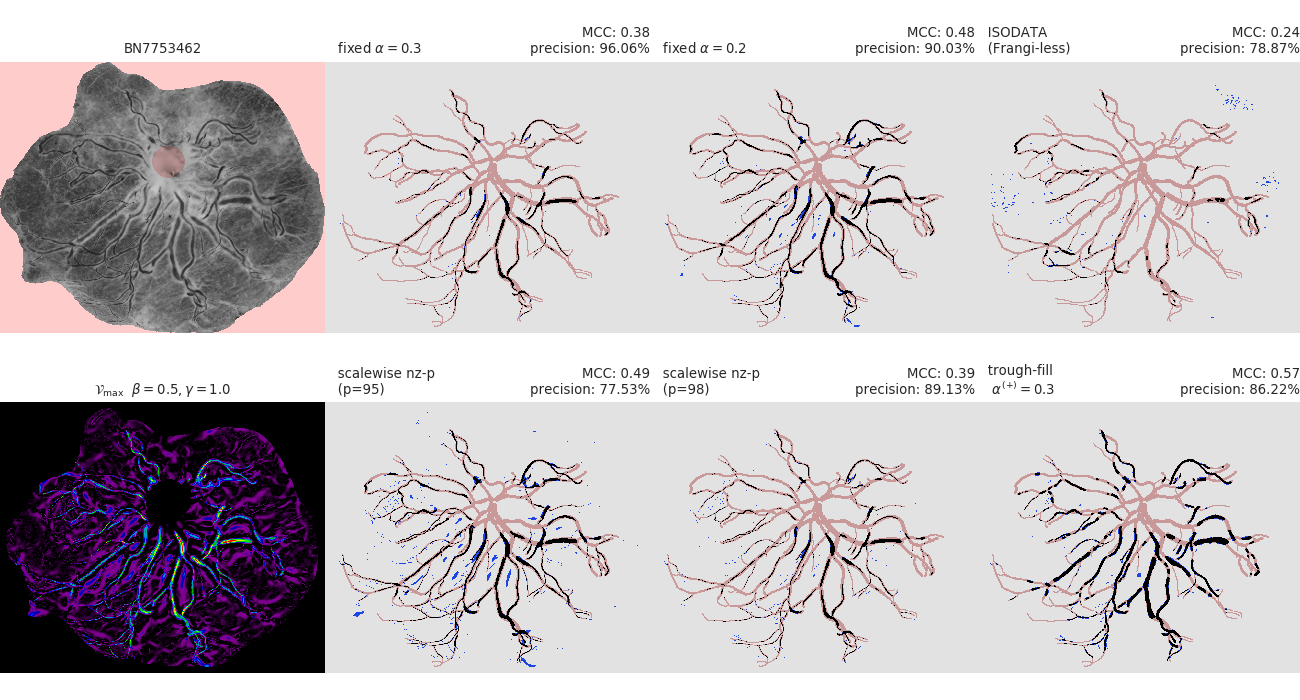 BN7753462
fixed α = 0.3
MCC: 0.38
precision: 96.06%
fixed α = 0.2
MCC: 0.48
precision: 90.03%
ISODATA
(Frangi-less)
MCC: 0.24
precision: 78.87%
𝒱max β = 0.5, γ = 1.0
scalewise nz-p
(p=95)
MCC: 0.49
precision: 77.53%
scalewise nz-p
(p=98)
MCC: 0.39
precision: 89.13%
trough-fill
α(+) = 0.3
MCC: 0.57
precision: 86.22%